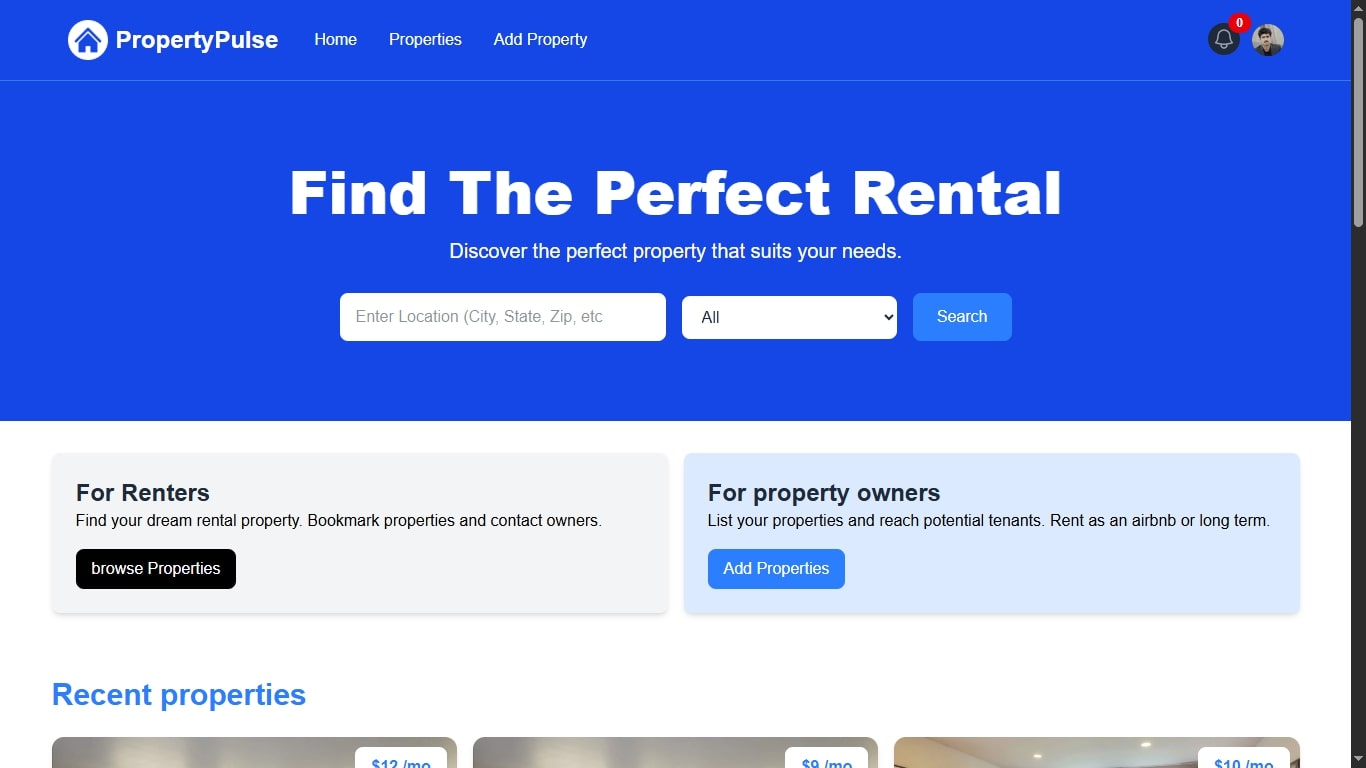 PropertyPulse Home Properties Add Property 0
Find The Perfect Rental
Discover the perfect property that suits your needs.
Enter Location (City, State, Zip, etc All Search
For Renters
Find your dream rental property. Bookmark properties and contact owners.
browse Properties
For property owners
List your properties and reach potential tenants. Rent as an airbnb or long term.
Add Properties
Recent properties
$12 /mo $9 /mo $10 /mo